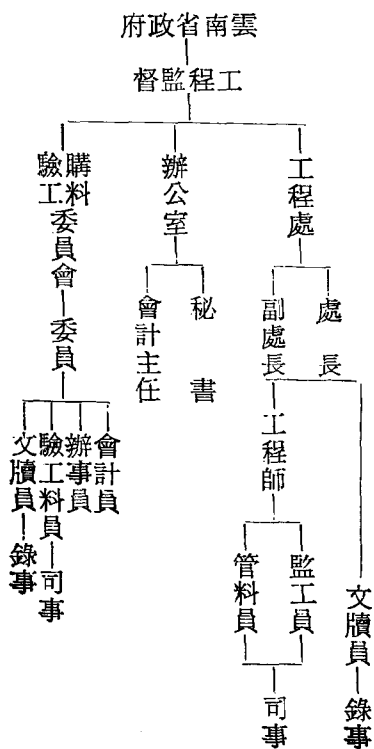 雲南省政府
工程監督
工程處
處長
副處長
工程師
監工員
管料員
司事
文牘員
錄事
辦公室
秘書
會計主任
購料
驗工
委員會
委員
會計員
辦事員
驗工料員
司事
文牘員
錄事